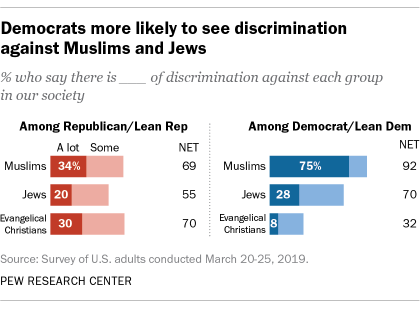 Democrats more likely to see discrimination
against Muslims and Jews
% who say there is ___ of discrimination against each group
in our society
Among Republican/Lean Rep
A lot Some NET
Muslims 34% 69
Jews 20 55
Evangelical
Christians 30 70
Among Democrat/Lean Dem
NET
Muslims 75% 92
Jews 28 70
Evangelical
Christians 8 32
Source: Survey of U.S. adults conducted March 20-25, 2019.
PEW RESEARCH CENTER